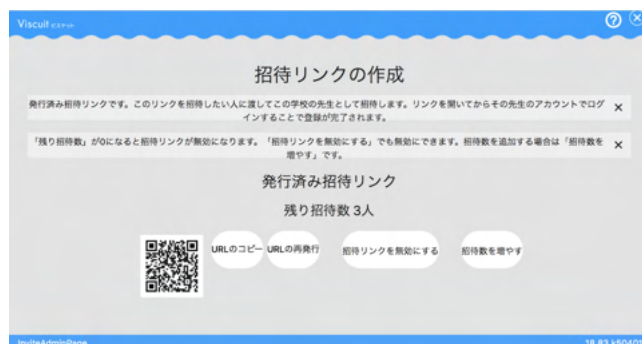 Viscuit ビスケット
招待リンクの作成
発行済み招待リンクです。このリンクを招待したい人に渡してこの学校の先生として招待します。リンクを開いてからその先生のアカウントでログ
インすることで登録が完了されます。
「残り招待数」が0になると招待リンクが無効になります。「招待リンクを無効にする」でも無効にできます。招待数を追加する場合は「招待数を
増やす」です。
発行済み招待リンク
残り招待数 3人
URLのコピー URLの再発行 招待リンクを無効にする 招待数を増やす
InviteAdminPage